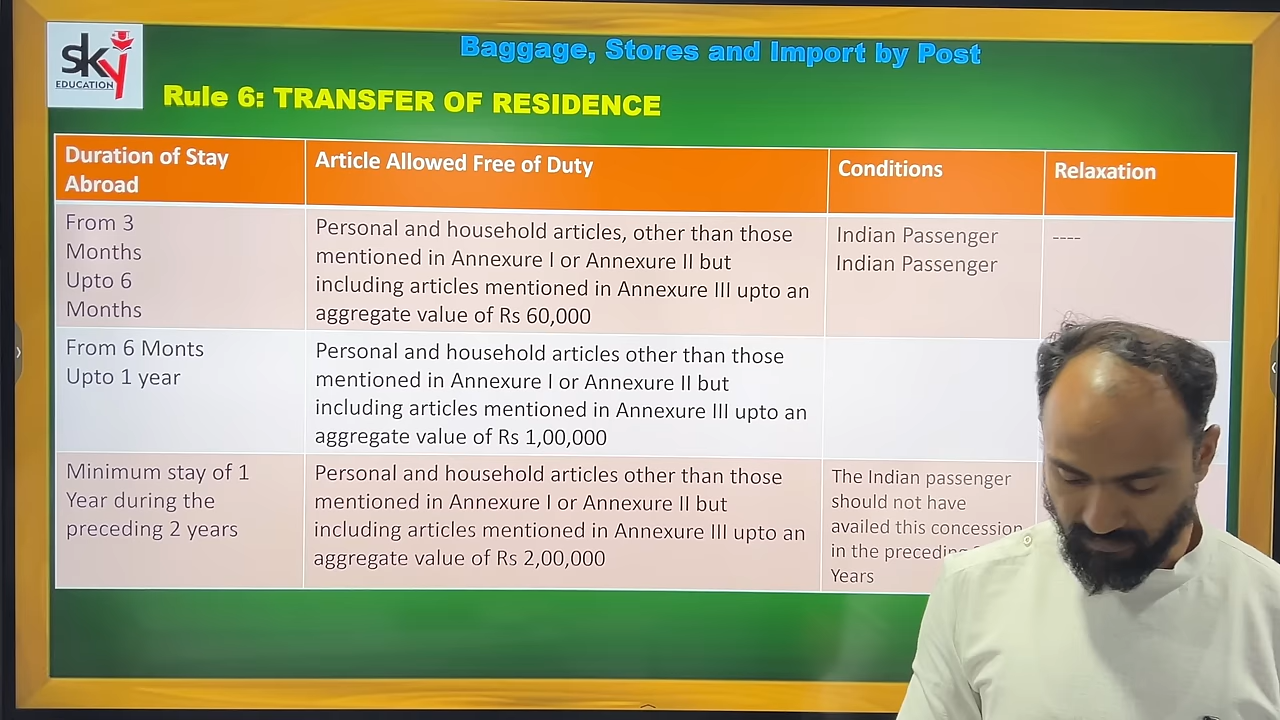 sky
EDUCATION
Baggage, Stores and Import by Post
Rule 6: TRANSFER OF RESIDENCE
Duration of Stay
Abroad
Article Allowed Free of Duty
Conditions
Relaxation
From 3
Months
Upto 6
Months
Personal and household articles, other than those
mentioned in Annexure I or Annexure II but
including articles mentioned in Annexure III upto an
aggregate value of Rs 60,000
Indian Passenger
Indian Passenger
----
From 6 Monts
Upto 1 year
Personal and household articles other than those
mentioned in Annexure I or Annexure II but
including articles mentioned in Annexure III upto an
aggregate value of Rs 1,00,000
Minimum stay of 1
Year during the
preceding 2 years
Personal and household articles other than those
mentioned in Annexure I or Annexure II but
including articles mentioned in Annexure III upto an
aggregate value of Rs 2,00,000
The Indian passenger
should not have
availed this concession
in the
Years